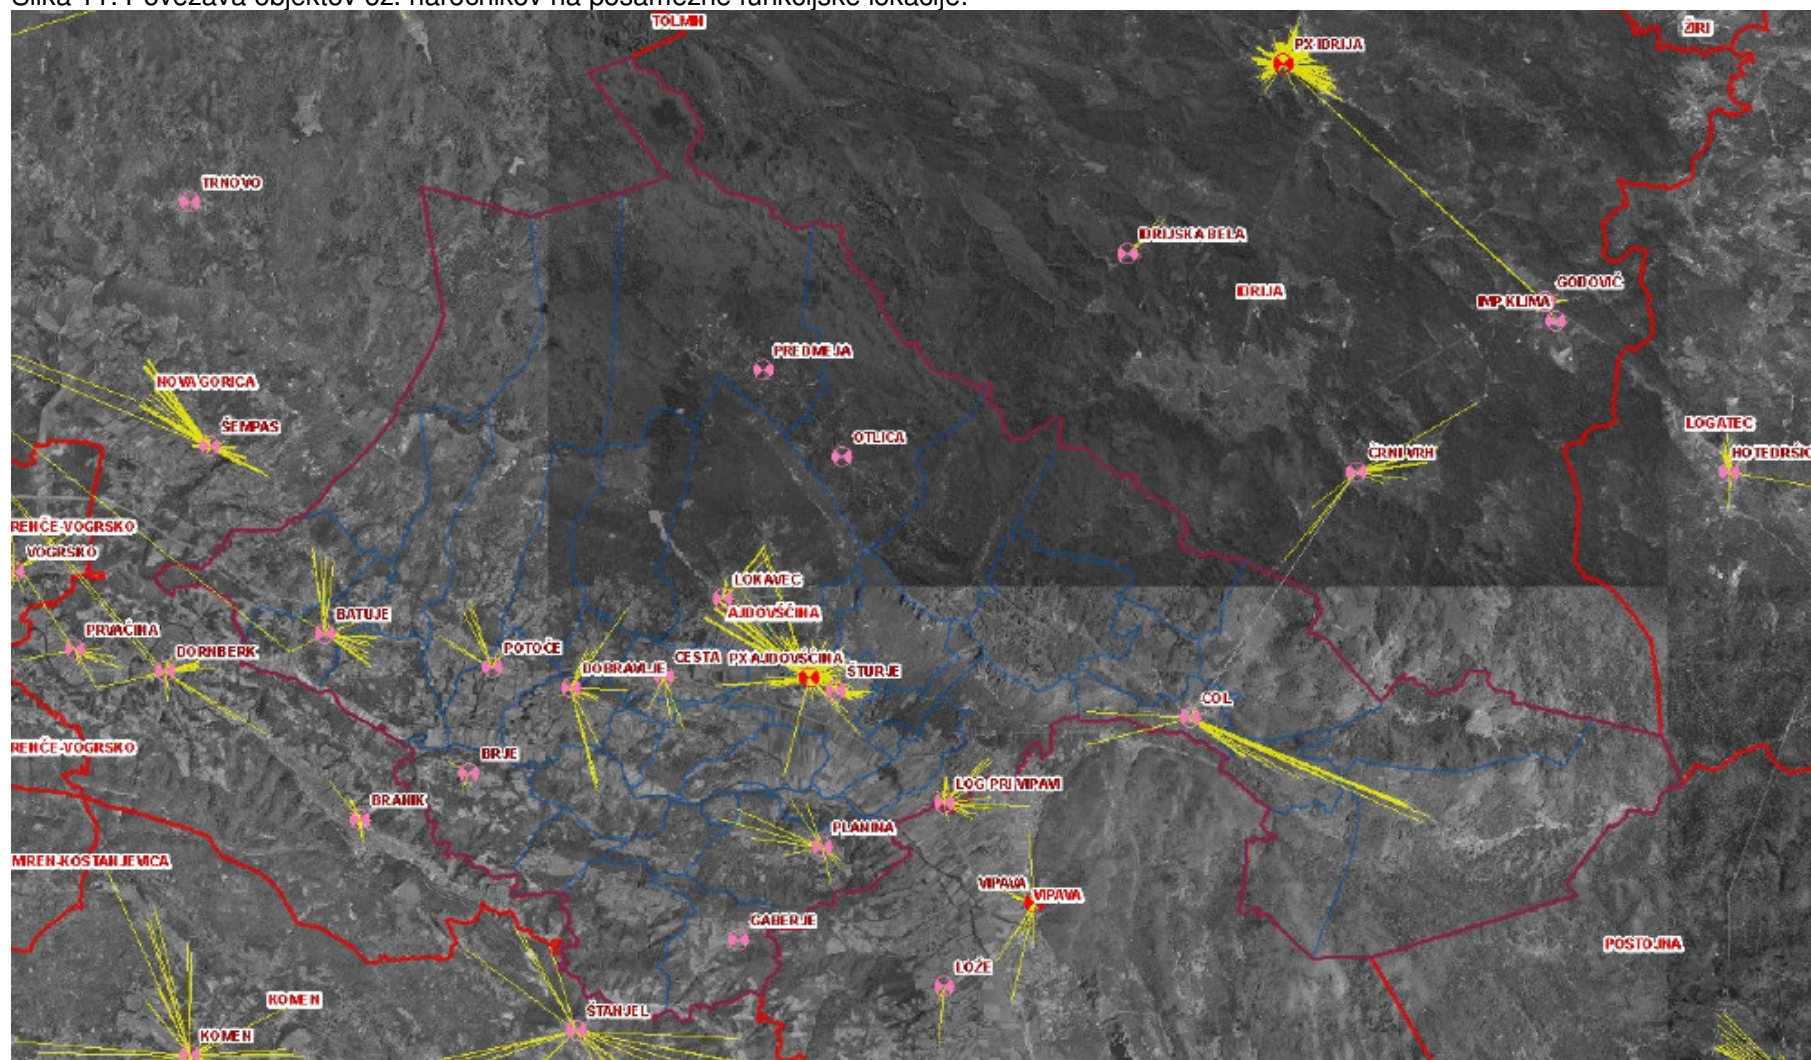 Slika 11: Povezava objektov oz. naročnikov na posamezne funkcijske lokacije.
TOLMIN
ŽIRI
PX IDRIJA
TRNOVO
IDRIJSKA BELA
IDRIJA
GODOVIČ
IMP KLIMA
PREDMEJA
NOVA GORICA
ŠEMPAS
OTLICA
LOGATEC
ČRNI VRH
HOTEDRŠIC
RENČE-VOGRSKO
VOGRSKO
LOKAVEC
AJDOVŠČINA
BATUJE
PRVAČINA
DORNBERK
POTOČE
DOBRAVLJE
CESTA
PX AJDOVŠČINA
ŠTURJE
COL
RENČE-VOGRSKO
BRJE
LOG PRI VIPAVI
BRANIK
PLANINA
MREN-KOSTANJEVICA
VIPAVA
VIPAVA
GABERJE
POSTOJNA
LOŽE
KOMEN
ŠTANJEL
KOMEN